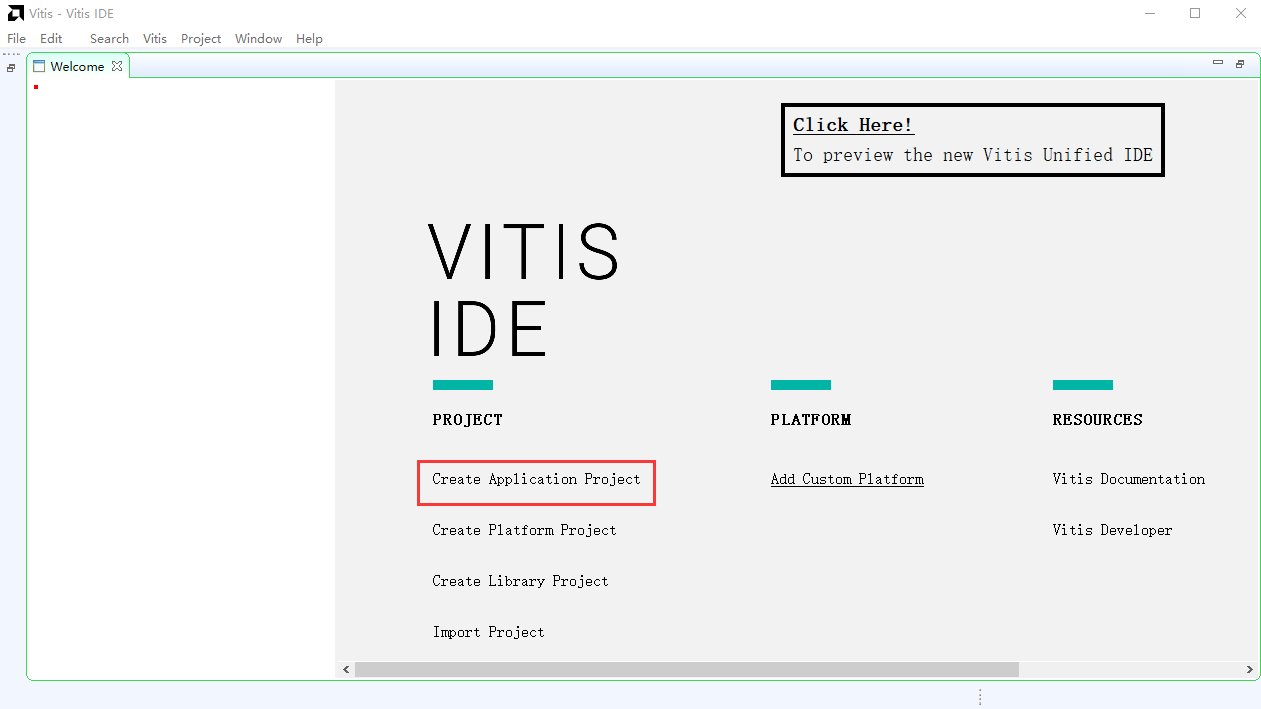 Vitis - Vitis IDE
File Edit Search Vitis Project Window Help
Welcome
Click Here!
To preview the new Vitis Unified IDE
VITIS
IDE
PROJECT
Create Application Project
Create Platform Project
Create Library Project
Import Project
PLATFORM
Add Custom Platform
RESOURCES
Vitis Documentation
Vitis Developer